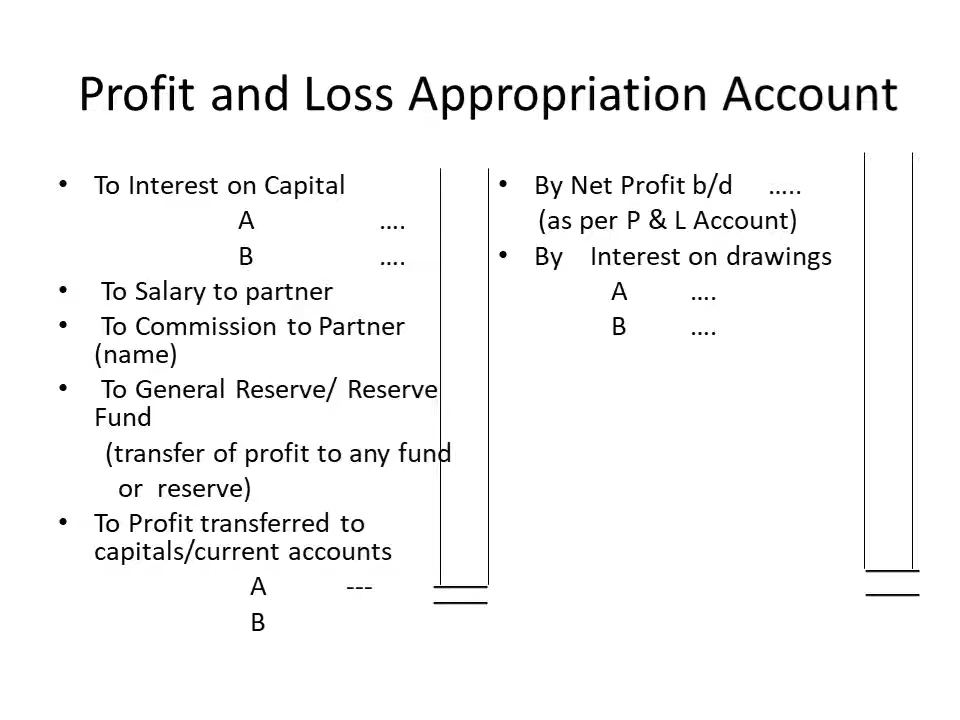 Profit and Loss Appropriation Account
• To Interest on Capital
A ....
B ....
• To Salary to partner
• To Commission to Partner
(name)
• To General Reserve/ Reserve
Fund
(transfer of profit to any fund
or reserve)
• To Profit transferred to
capitals/current accounts
A ---
B
• By Net Profit b/d .....
(as per P & L Account)
• By Interest on drawings
A ....
B ....